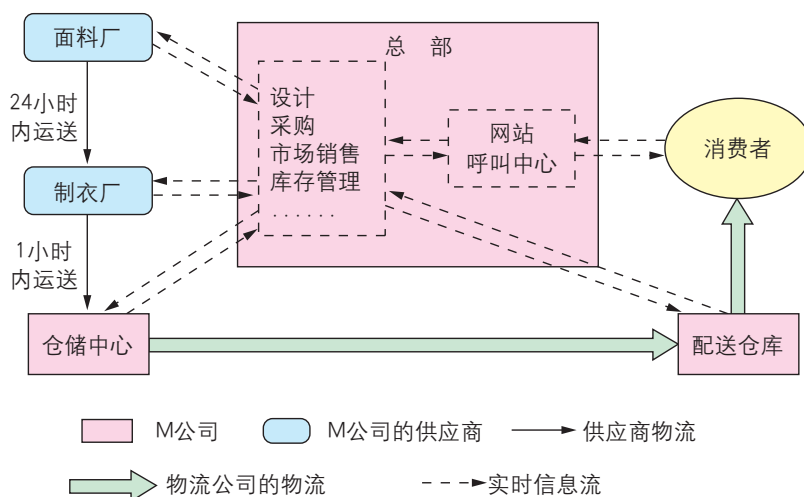 面料厂
24小时
内运送
制衣厂
1小时
内运送
仓储中心
总 部
设计
采购
市场销售
库存管理
......
网站
呼叫中心
消费者
配送仓库
M公司
M公司的供应商
供应商物流
物流公司的物流
实时信息流